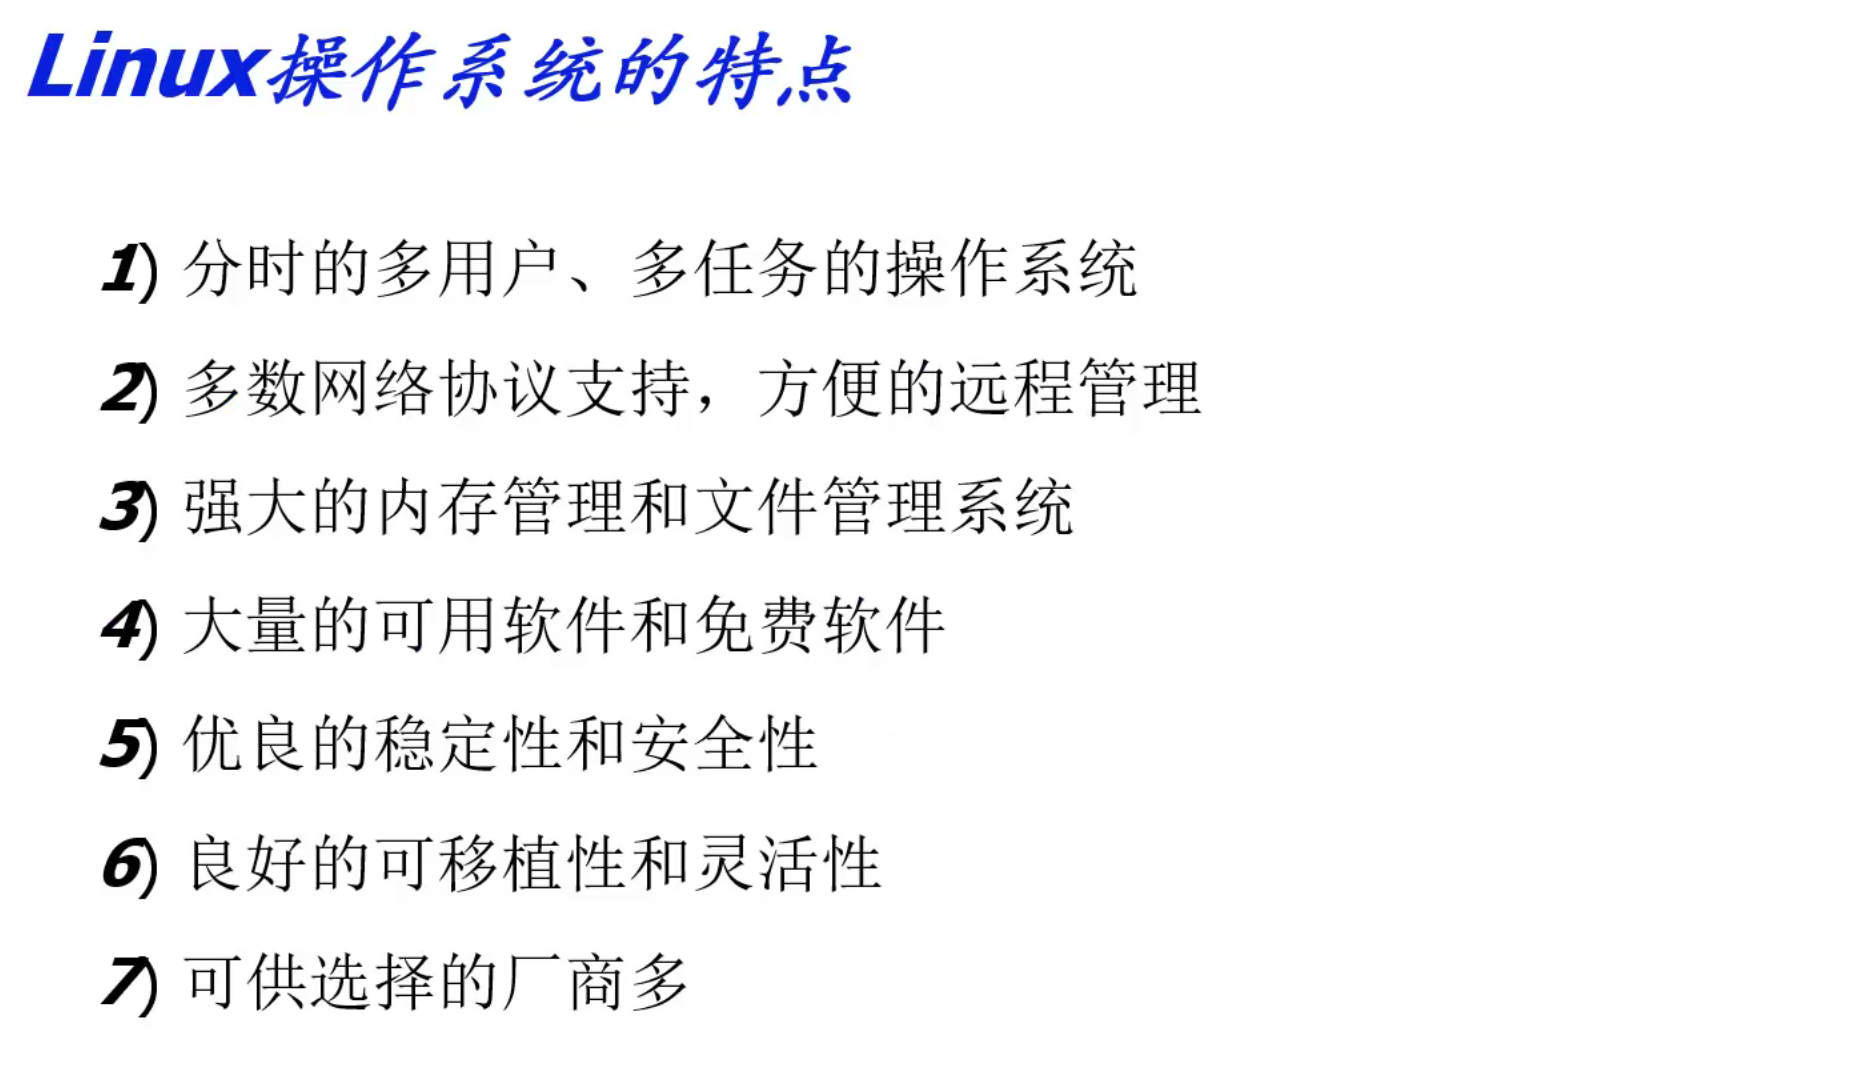 Linux操作系统的特点
1) 分时的多用户、多任务的操作系统
2) 多数网络协议支持，方便的远程管理
3) 强大的内存管理和文件管理系统
4) 大量的可用软件和免费软件
5) 优良的稳定性和安全性
6) 良好的可移植性和灵活性
7) 可供选择的厂商多